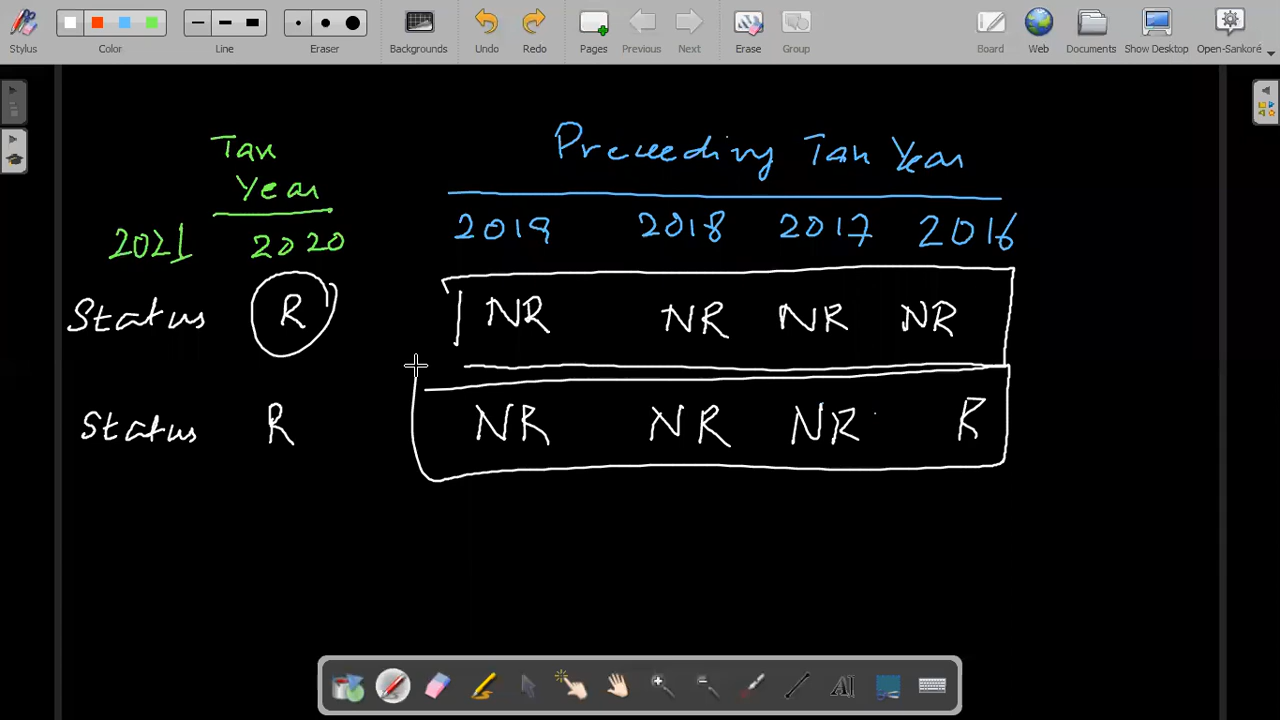 Stylus Color Line Eraser Backgrounds Undo Redo Pages Previous Next Erase Group Board Web Documents Show Desktop Open-Sankoré
Tax
Year
Preceeding Tax Year
2021 2020 2019 2018 2017 2016
Status R NR NR NR NR
Status R NR NR NR R